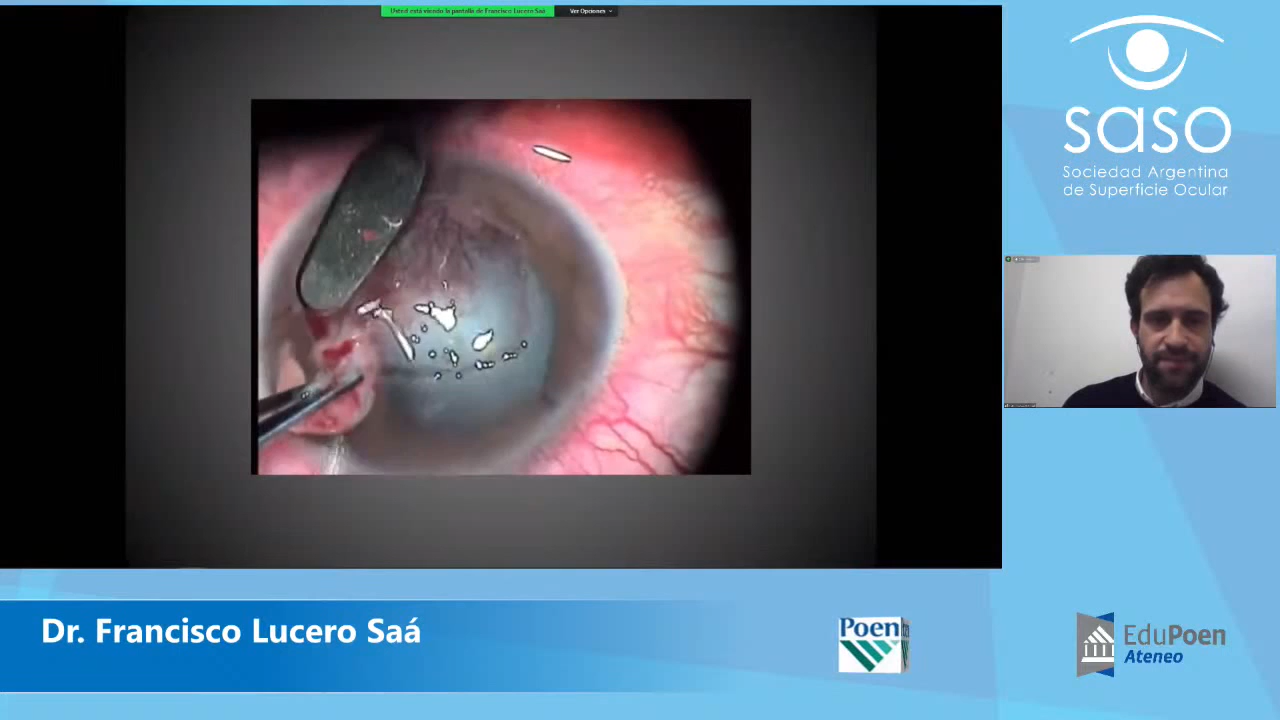 Usted está viendo la pantalla de Francisco Lucero Saá
Ver Opciones
saso
Sociedad Argentina
de Superficie Ocular
Dr. Francisco Lucero Saá
Poen
EduPoen
Ateneo